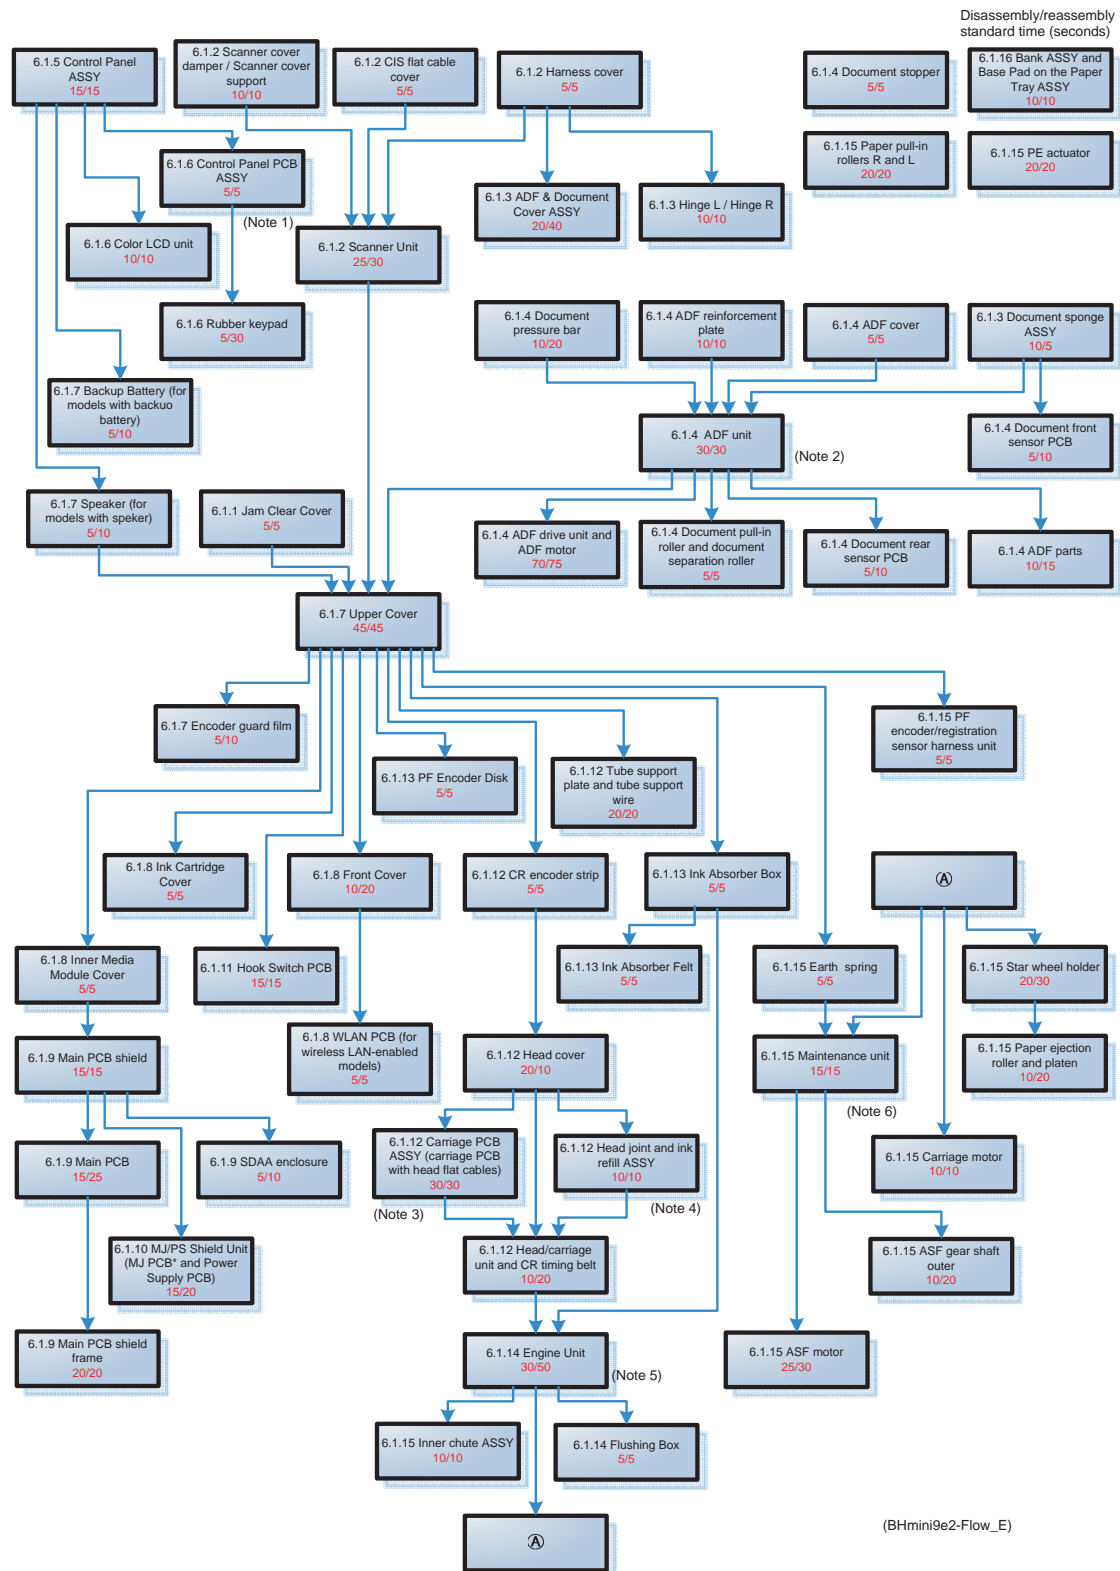 Disassembly/reassembly
standard time (seconds)
6.1.5 Control Panel
ASSY
15/15
6.1.2 Scanner cover
damper / Scanner cover
support
10/10
6.1.2 CIS flat cable
cover
5/5
6.1.2 Harness cover
5/5
6.1.4 Document stopper
5/5
6.1.16 Bank ASSY and
Base Pad on the Paper
Tray ASSY
10/10
6.1.6 Control Panel PCB
ASSY
5/5
(Note 1)
6.1.15 Paper pull-in
rollers R and L
20/20
6.1.15 PE actuator
20/20
6.1.3 ADF & Document
Cover ASSY
20/40
6.1.3 Hinge L / Hinge R
10/10
6.1.6 Color LCD unit
10/10
6.1.2 Scanner Unit
25/30
6.1.6 Rubber keypad
5/30
6.1.4 Document
pressure bar
10/20
6.1.4 ADF reinforcement
plate
10/10
6.1.4 ADF cover
5/5
6.1.3 Document sponge
ASSY
10/5
6.1.7 Backup Battery (for
models with backuo
battery)
5/10
6.1.4 ADF unit
30/30
(Note 2)
6.1.4 Document front
sensor PCB
5/10
6.1.7 Speaker (for
models with speker)
5/10
6.1.1 Jam Clear Cover
5/5
6.1.4 ADF drive unit and
ADF motor
70/75
6.1.4 Document pull-in
roller and document
separation roller
5/5
6.1.4 Document rear
sensor PCB
5/10
6.1.4 ADF parts
10/15
6.1.7 Upper Cover
45/45
6.1.7 Encoder guard film
5/10
6.1.15 PF
encoder/registration
sensor harness unit
5/5
6.1.13 PF Encoder Disk
5/5
6.1.12 Tube support
plate and tube support
wire
20/20
6.1.8 Ink Cartridge
Cover
5/5
6.1.8 Front Cover
10/20
6.1.12 CR encoder strip
5/5
6.1.13 Ink Absorber Box
5/5
Ⓐ
6.1.8 Inner Media
Module Cover
5/5
6.1.11 Hook Switch PCB
15/15
6.1.13 Ink Absorber Felt
5/5
6.1.15 Earth spring
5/5
6.1.15 Star wheel holder
20/30
6.1.9 Main PCB shield
15/15
6.1.8 WLAN PCB (for
wireless LAN-enabled
models)
5/5
6.1.12 Head cover
20/10
6.1.15 Maintenance unit
15/15
(Note 6)
6.1.15 Paper ejection
roller and platen
10/20
6.1.9 Main PCB
15/25
6.1.9 SDAA enclosure
5/10
6.1.12 Carriage PCB
ASSY (carriage PCB
with head flat cables)
30/30
(Note 3)
6.1.12 Head joint and ink
refill ASSY
10/10
(Note 4)
6.1.15 Carriage motor
10/10
6.1.10 MJ/PS Shield Unit
(MJ PCB* and Power
Supply PCB)
15/20
6.1.12 Head/carriage
unit and CR timing belt
10/20
6.1.15 ASF gear shaft
outer
10/20
6.1.9 Main PCB shield
frame
20/20
6.1.14 Engine Unit
30/50
(Note 5)
6.1.15 ASF motor
25/30
6.1.15 Inner chute ASSY
10/10
6.1.14 Flushing Box
5/5
Ⓐ
(BHmini9e2-Flow_E)